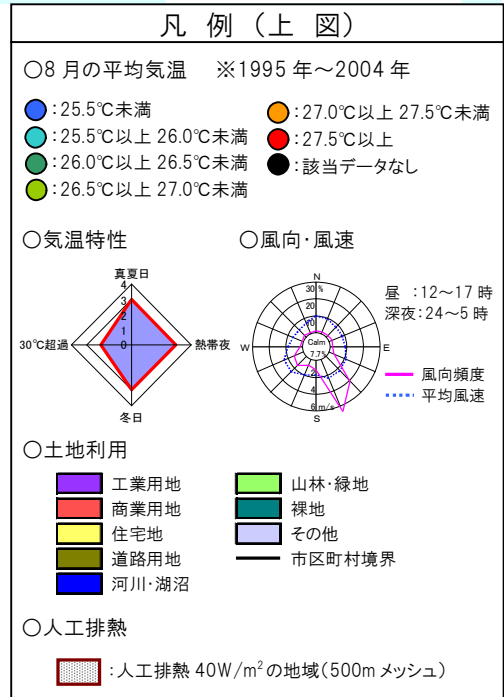 凡 例 (上 図)
○8 月の平均気温 ※1995 年~2004 年
:25.5℃未満
:25.5℃以上 26.0℃未満
:26.0℃以上 26.5℃未満
:26.5℃以上 27.0℃未満
:27.0℃以上 27.5℃未満
:27.5℃以上
:該当データなし
○気温特性
真夏日
4
3
2
1
0
30℃超過
熱帯夜
冬日
○風向・風速
N
30 %
20
10
Calm
7.7%
W
E
2
4
6 m/s
S
昼 :12~17 時
深夜:24~5 時
風向頻度
平均風速
○土地利用
工業用地
商業用地
住宅地
道路用地
河川・湖沼
山林・緑地
裸地
その他
市区町村境界
○人工排熱
:人工排熱 40W/m²の地域(500m メッシュ)